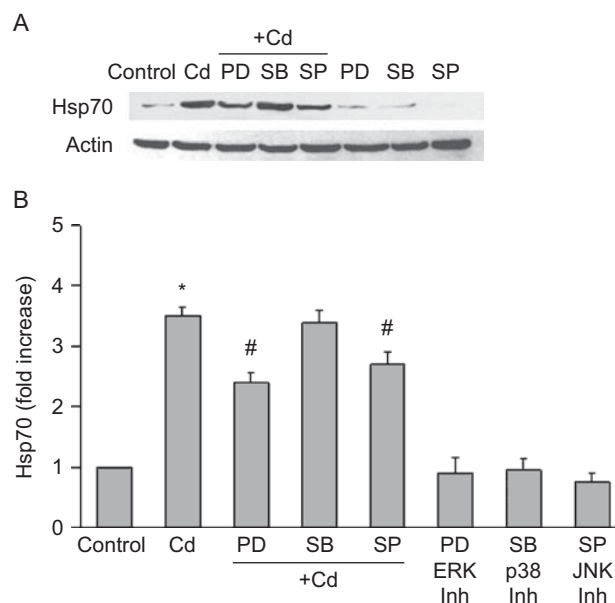 A
+Cd
Control Cd PD SB SP PD SB SP
Hsp70
Actin
B
Hsp70 (fold increase)
5
4
3
2
1
0
*
#
#
Control Cd PD SB SP PD SB SP
+Cd
ERK p38 JNK
Inh Inh Inh